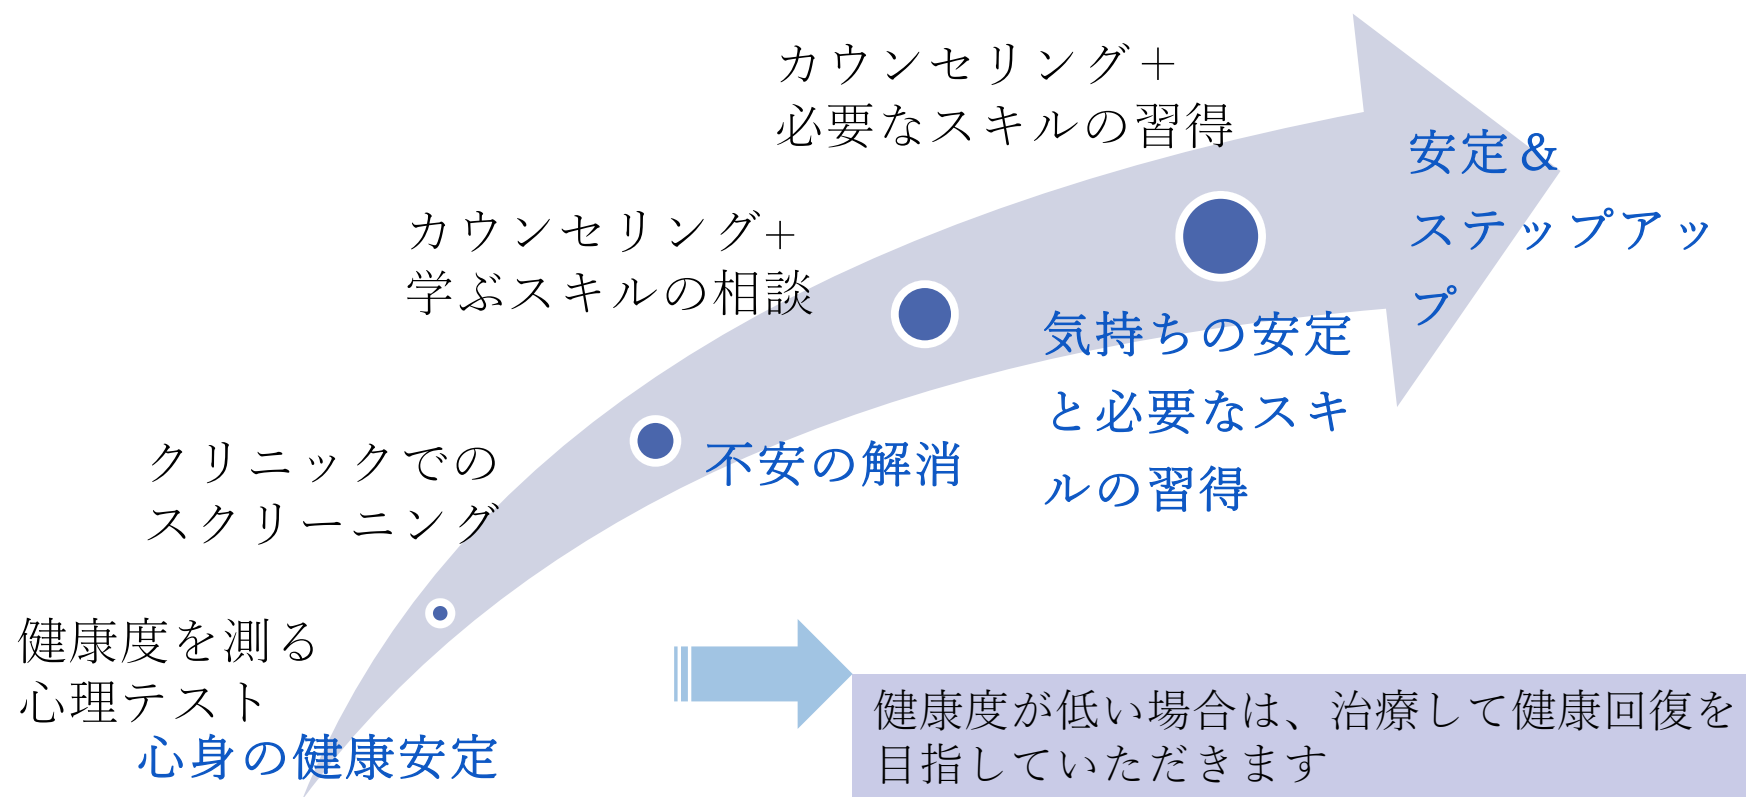 カウンセリング＋
必要なスキルの習得
安定＆
ステップアッ
プ
カウンセリング+
学ぶスキルの相談
気持ちの安定
と必要なスキ
ルの習得
クリニックでの
スクリーニング
不安の解消
健康度を測る
心理テスト
心身の健康安定
健康度が低い場合は、治療して健康回復を
目指していただきます